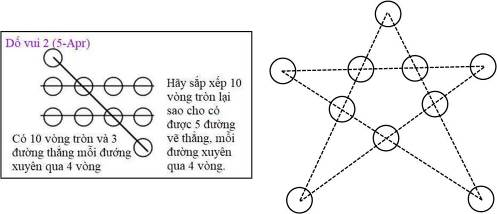 Dố vui 2 (5-Apr)
Hãy sắp xếp 10
vòng tròn lại
sao cho có
được 5 đường
vẽ thẳng, mỗi
đường xuyên
qua 4 vòng.
Có 10 vòng tròn và 3
đường thẳng mỗi đướng
xuyên qua 4 vòng